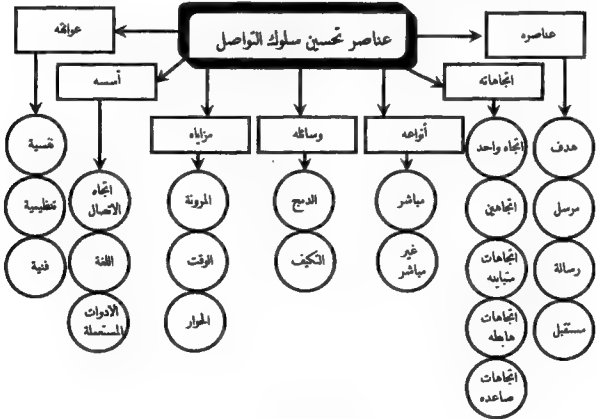 عناصر تحسين سلوك التواصل
عناصره
هدف
مرسل
رسالة
مستقبل
اتجاهاته
اتجاه واحد
اتجاهين
اتجاهات
متباينه
اتجاهات
هابطه
اتجاهات
صاعده
أنواعه
مباشر
غير
مباشر
وسائله
الدمج
التكيف
مزاياه
المرونة
الوقت
الحوار
أسسه
اتجاه
الاتصال
اللغة
الأدوات
المستعملة
عوائقه
نفسية
تنظيمية
فنية